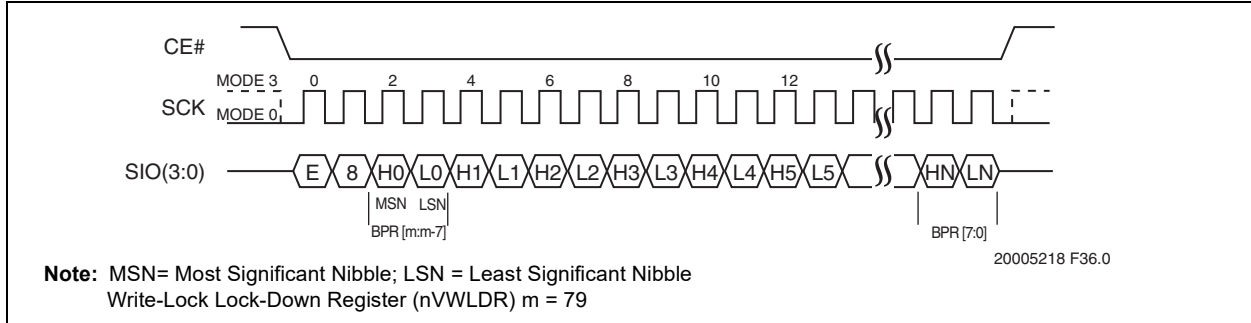 CE#
MODE 3 0 2 4 6 8 10 12
SCK
MODE 0
SIO(3:0) E 8 H0 L0 H1 L1 H2 L2 H3 L3 H4 L4 H5 L5 HN LN
MSN LSN
BPR [m:m-7] BPR [7:0]
20005218 F36.0
Note: MSN= Most Significant Nibble; LSN = Least Significant Nibble
Write-Lock Lock-Down Register (nVWLDR) m = 79